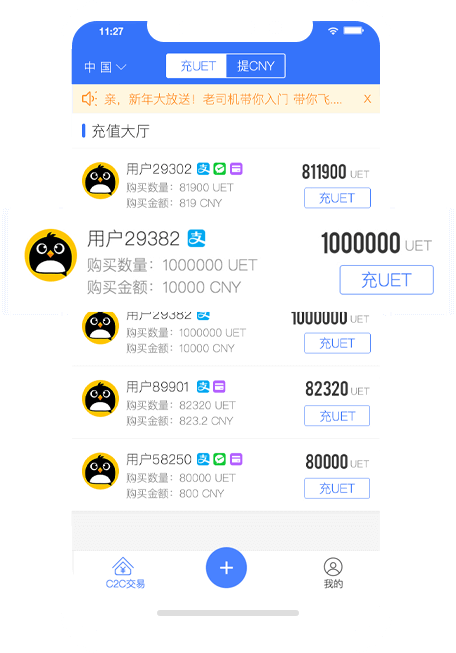 11:27
中 国
充UET
提CNY
亲，新年大放送！老司机带你入门 带你飞....
X
充值大厅
用户29302
811900 UET
购买数量：81900 UET
购买金额：819 CNY
充UET
用户29382
1000000 UET
购买数量：1000000 UET
购买金额：10000 CNY
充UET
用户29382
1000000 UET
购买数量：1000000 UET
购买金额：10000 CNY
充UET
用户89901
82320 UET
购买数量：82320 UET
购买金额：823.2 CNY
充UET
用户58250
80000 UET
购买数量：80000 UET
购买金额：800 CNY
充UET
C2C交易
我的